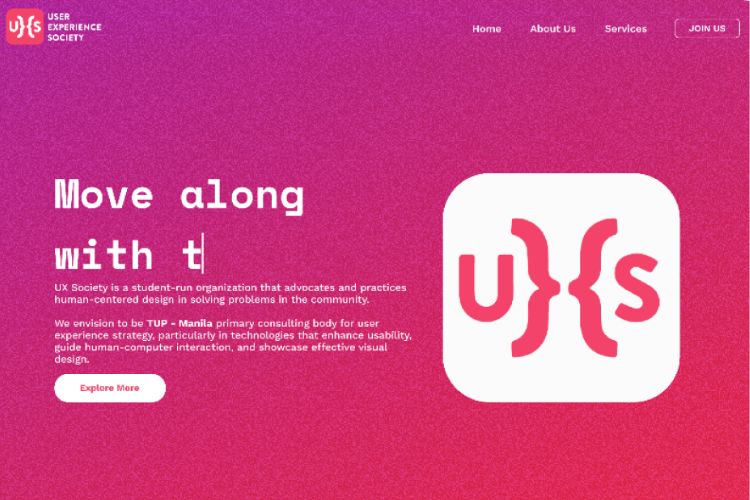 U}{S USER
EXPERIENCE
SOCIETY
Home About Us Services JOIN US
Move along
with t
UX Society is a student-run organization that advocates and practices
human-centered design in solving problems in the community.
We envision to be TUP - Manila primary consulting body for user
experience strategy, particularly in technologies that enhance usability,
guide human-computer interaction, and showcase effective visual
design.
Explore More
U}{S